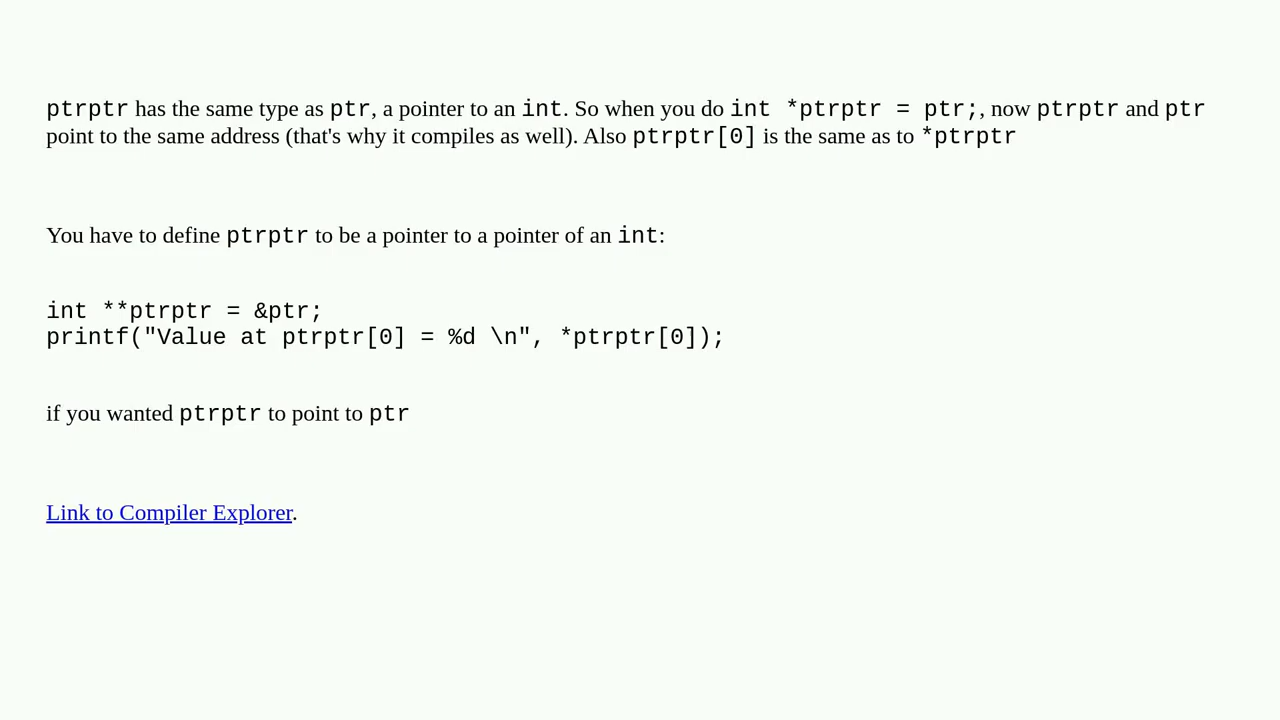 ptrptr has the same type as ptr, a pointer to an int. So when you do int *ptrptr = ptr;, now ptrptr and ptr
point to the same address (that's why it compiles as well). Also ptrptr[0] is the same as to *ptrptr
You have to define ptrptr to be a pointer to a pointer of an int:
int **ptrptr = &ptr;
printf("Value at ptrptr[0] = %d \n", *ptrptr[0]);
if you wanted ptrptr to point to ptr
Link to Compiler Explorer.